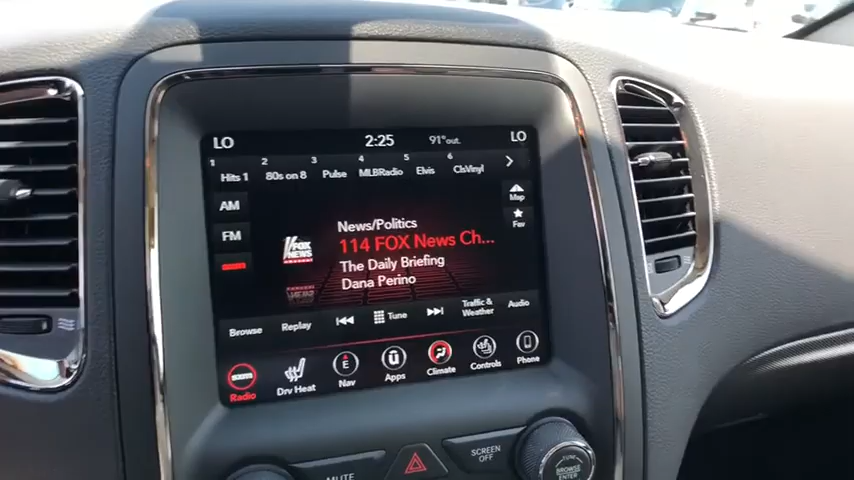 LO 2:25 91°out. LO
1 2 3 4 5 6
Hits 1 80s on 8 Pulse MLBRadio Elvis ClsVinyl
AM
FM
Map
Fav
FOX
NEWS
News/Politics
114 FOX News Ch...
The Daily Briefing
Dana Perino
Browse Replay Tune Traffic & Weather Audio
E
Radio Drv Heat Nav Apps Climate Controls Phone
MUTE
SCREEN
OFF
TUNE
BROWSE
ENTER